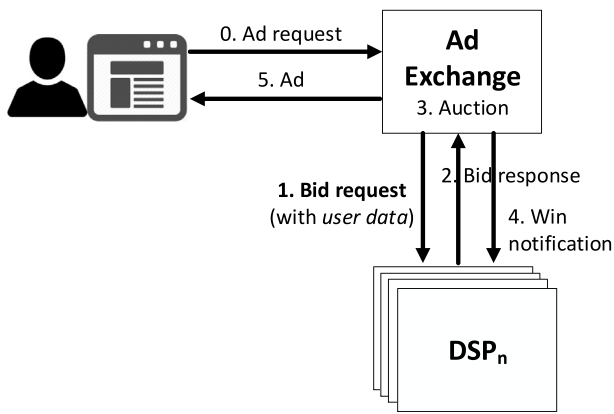 0. Ad request
5. Ad
Ad
Exchange
3. Auction
1. Bid request
(with user data)
2. Bid response
4. Win
notification
DSPn